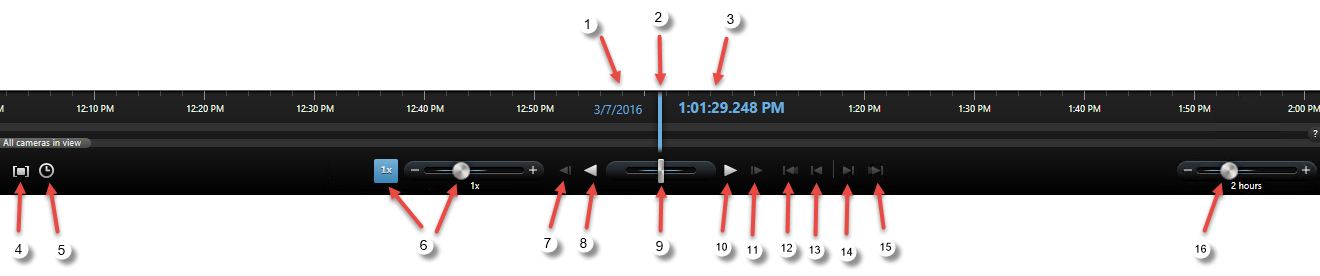 1 2 3
M 12:10 PM 12:20 PM 12:30 PM 12:40 PM 12:50 PM 3/7/2016 1:01:29.248 PM 1:20 PM 1:30 PM 1:40 PM 1:50 PM 2:00 PM
?
All cameras in view
1x
1x 2 hours
4 5 6 7 8 9 10 11 12 13 14 15 16